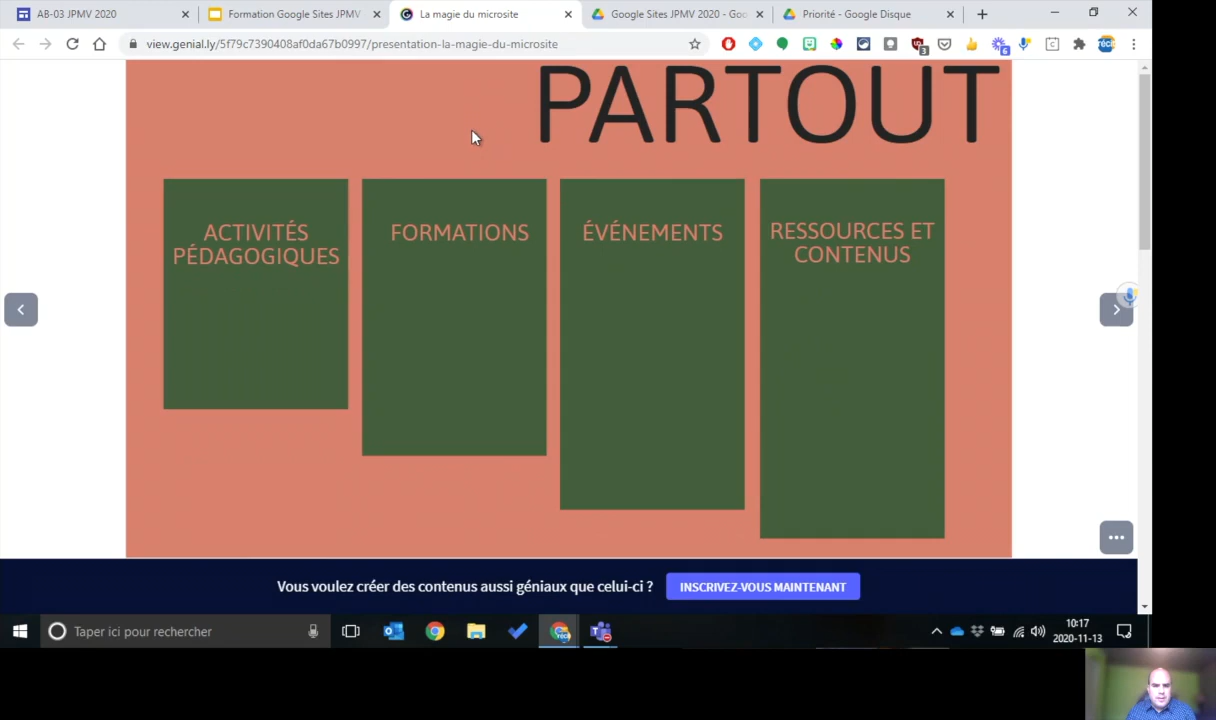 AB-03 JPMV 2020
Formation Google Sites JPMV
La magie du microsite
Google Sites JPMV 2020 - Goo
Priorité - Google Disque
view.genial.ly/5f79c7390408af0da67b0997/presentation-la-magie-du-microsite
3
6
PARTOUT
ACTIVITÉS
PÉDAGOGIQUES
FORMATIONS
ÉVÉNEMENTS
RESSOURCES ET
CONTENUS
Vous voulez créer des contenus aussi géniaux que celui-ci ?
INSCRIVEZ-VOUS MAINTENANT
Taper ici pour rechercher
10:17
2020-11-13